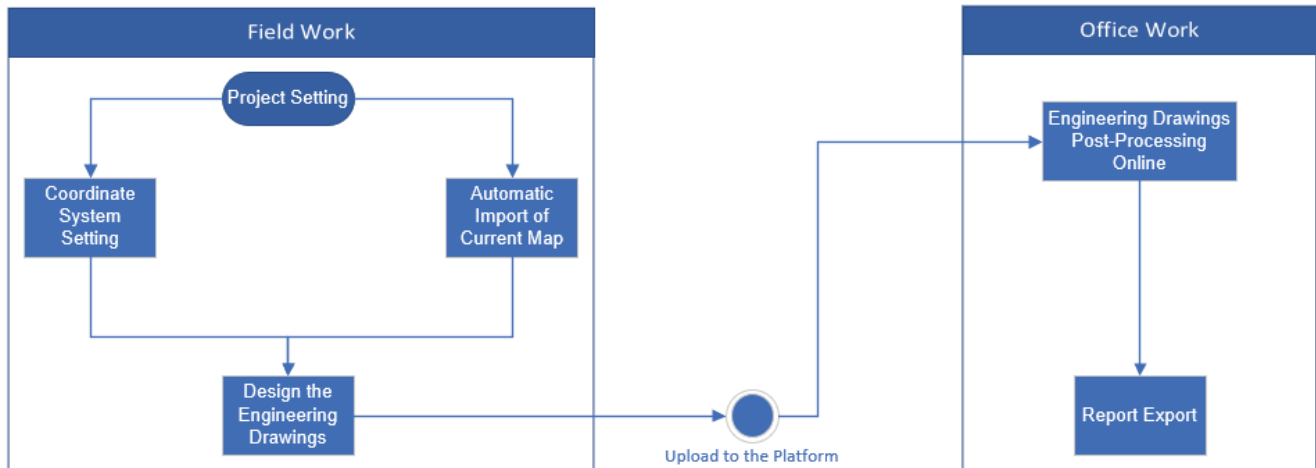 Field Work
Project Setting
Coordinate
System
Setting
Automatic
Import of
Current Map
Design the
Engineering
Drawings
Upload to the Platform
Office Work
Engineering Drawings
Post-Processing
Online
Report Export